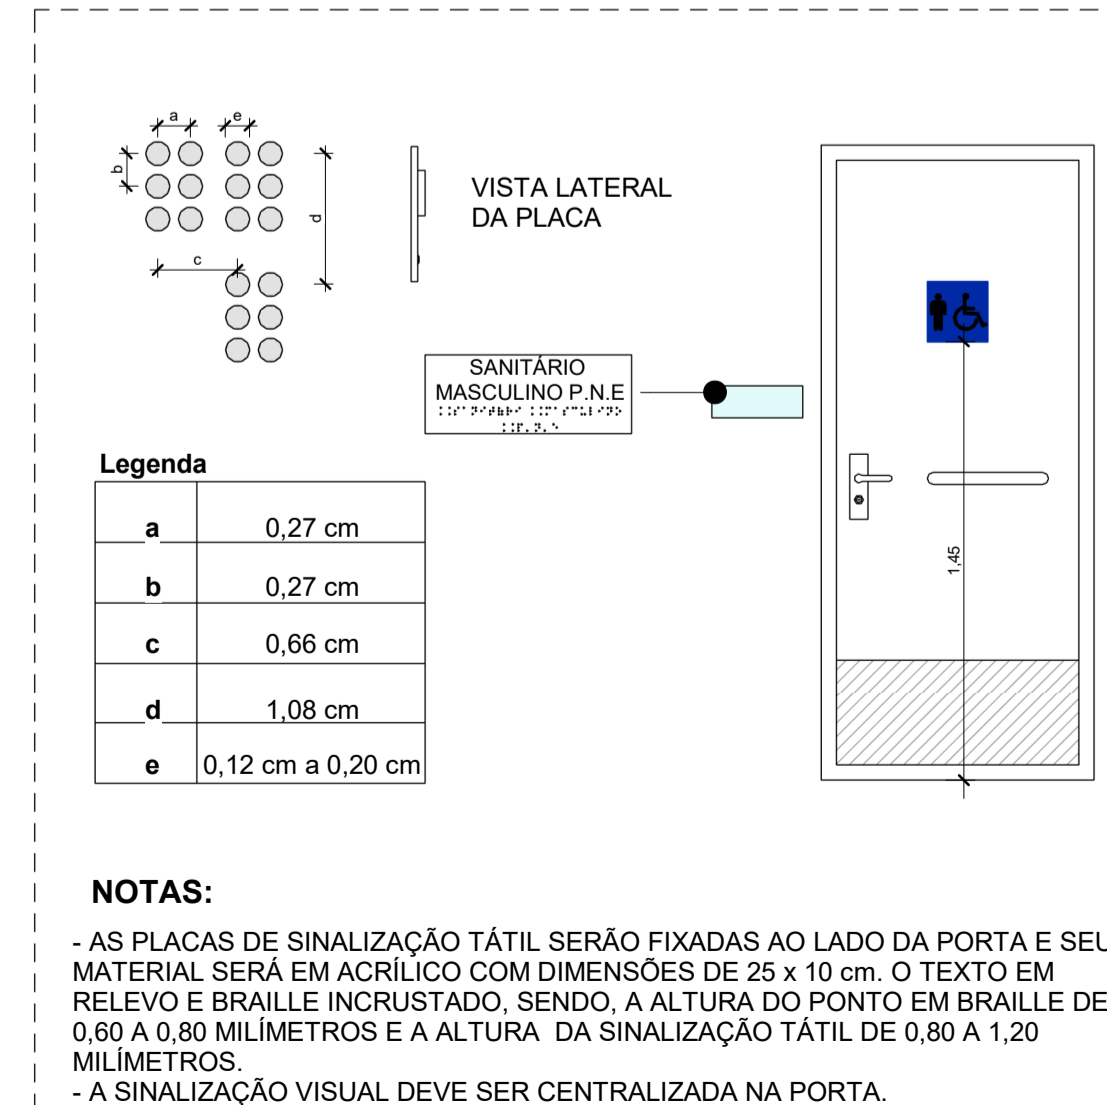 a
e
b
d
c
VISTA LATERAL
DA PLACA
SANITÁRIO
MASCULINO P.N.E
1,45
Legenda
a 0,27 cm
b 0,27 cm
c 0,66 cm
d 1,08 cm
e 0,12 cm a 0,20 cm
NOTAS:
- AS PLACAS DE SINALIZAÇÃO TÁTIL SERÃO FIXADAS AO LADO DA PORTA E SEU
MATERIAL SERÁ EM ACRÍLICO COM DIMENSÕES DE 25 x 10 cm. O TEXTO EM
RELEVO E BRAILLE INCRUSTADO, SENDO, A ALTURA DO PONTO EM BRAILLE DE
0,60 A 0,80 MILÍMETROS E A ALTURA DA SINALIZAÇÃO TÁTIL DE 0,80 A 1,20
MILÍMETROS.
- A SINALIZAÇÃO VISUAL DEVE SER CENTRALIZADA NA PORTA.